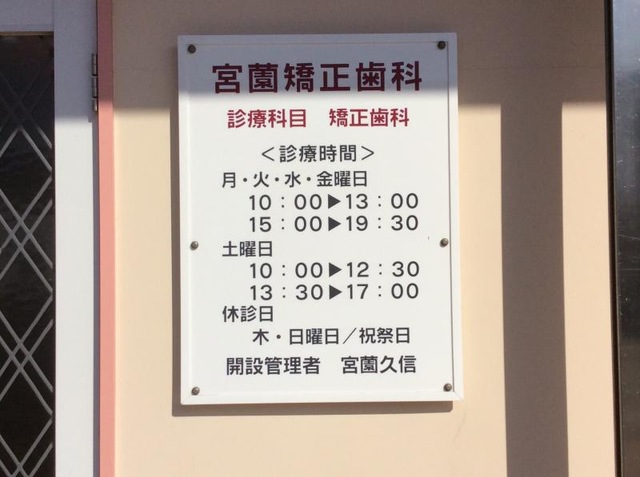 宮薗矯正歯科
診療科目　矯正歯科
＜診療時間＞
月・火・水・金曜日
10：00▶13：00
15：00▶19：30
土曜日
10：00▶12：30
13：30▶17：00
休診日
木・日曜日／祝祭日
開設管理者　宮薗久信